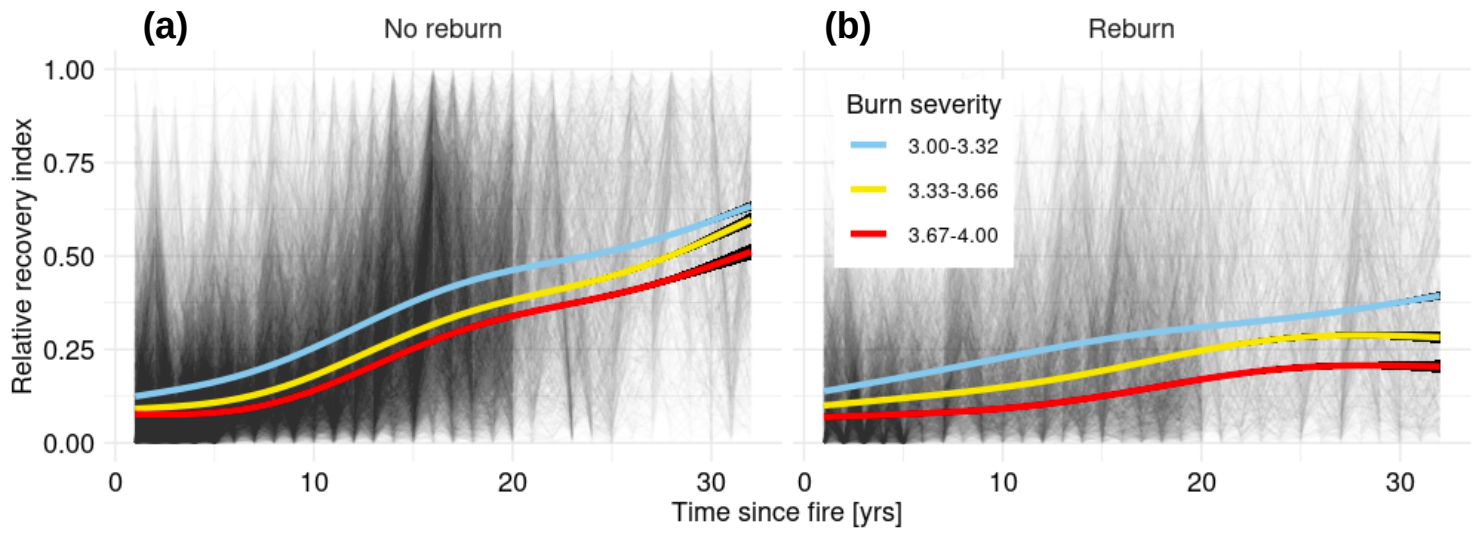 (a)
No reburn
(b)
Reburn
Relative recovery index
1.00
0.75
0.50
0.25
0.00
Burn severity
3.00-3.32
3.33-3.66
3.67-4.00
0 10 20 30
0 10 20 30
Time since fire [yrs]